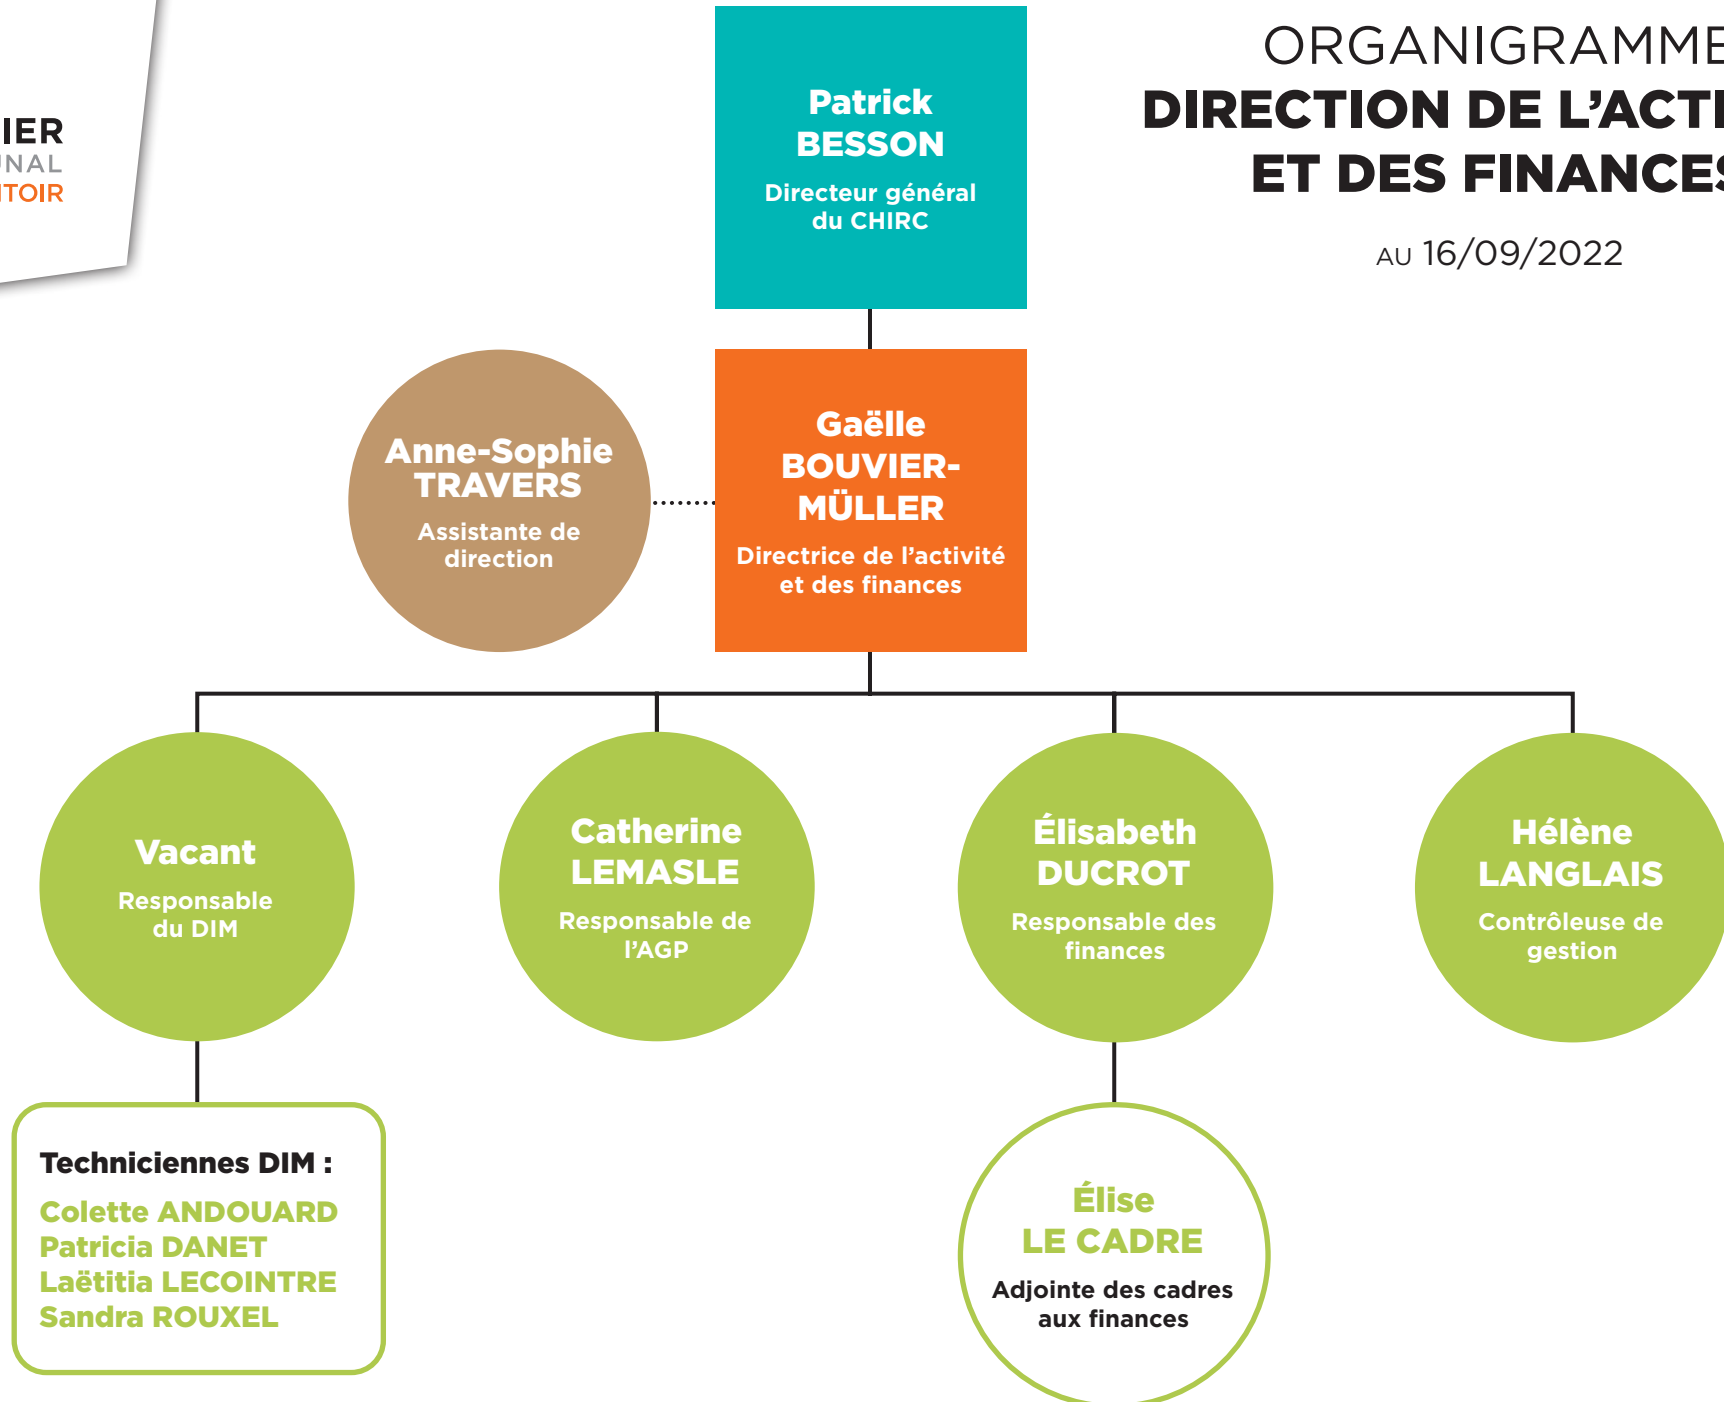 ORGANIGRAMME
DIRECTION DE L'ACTI
ET DES FINANCES
AU 16/09/2022
IER
UNAL
ITOIR
Patrick
BESSON
Directeur général
du CHIRC
Anne-Sophie
TRAVERS
Assistante de
direction
Gaëlle
BOUVIER-
MÜLLER
Directrice de l'activité
et des finances
Vacant
Responsable
du DIM
Catherine
LEMASLE
Responsable de
l'AGP
Élisabeth
DUCROT
Responsable des
finances
Hélène
LANGLAIS
Contrôleuse de
gestion
Techniciennes DIM :
Colette ANDOUARD
Patricia DANET
Laëtitia LECOINTRE
Sandra ROUXEL
Élise
LE CADRE
Adjointe des cadres
aux finances